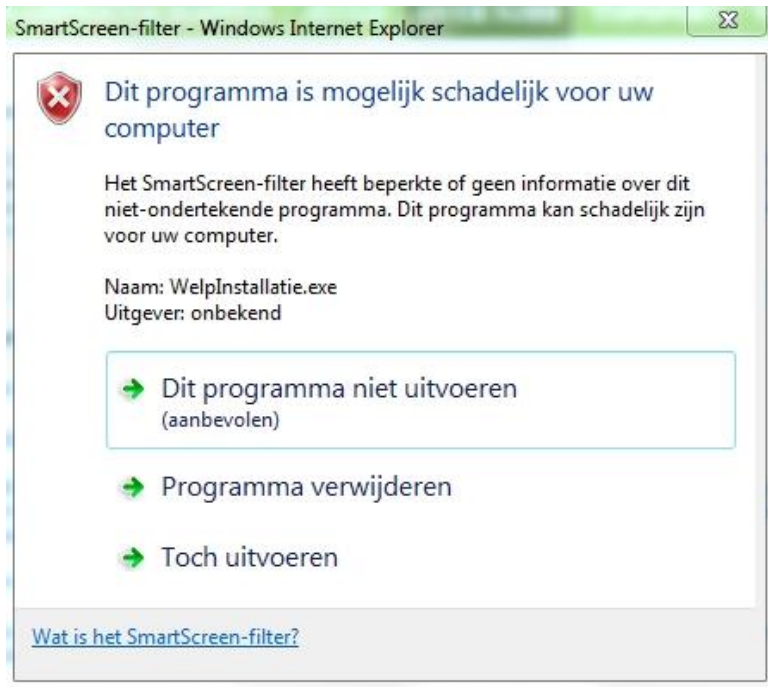 SmartScreen-filter - Windows Internet Explorer
Dit programma is mogelijk schadelijk voor uw
computer
Het SmartScreen-filter heeft beperkte of geen informatie over dit
niet-ondertekende programma. Dit programma kan schadelijk zijn
voor uw computer.
Naam: WelpInstallatie.exe
Uitgever: onbekend
Dit programma niet uitvoeren
(aanbevolen)
Programma verwijderen
Toch uitvoeren
Wat is het SmartScreen-filter?